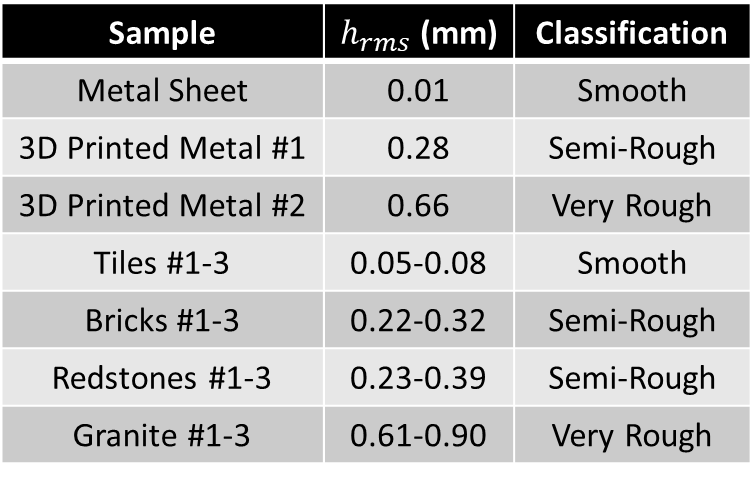 Sample h_rms (mm) Classification
Metal Sheet 0.01 Smooth
3D Printed Metal #1 0.28 Semi-Rough
3D Printed Metal #2 0.66 Very Rough
Tiles #1-3 0.05-0.08 Smooth
Bricks #1-3 0.22-0.32 Semi-Rough
Redstones #1-3 0.23-0.39 Semi-Rough
Granite #1-3 0.61-0.90 Very Rough